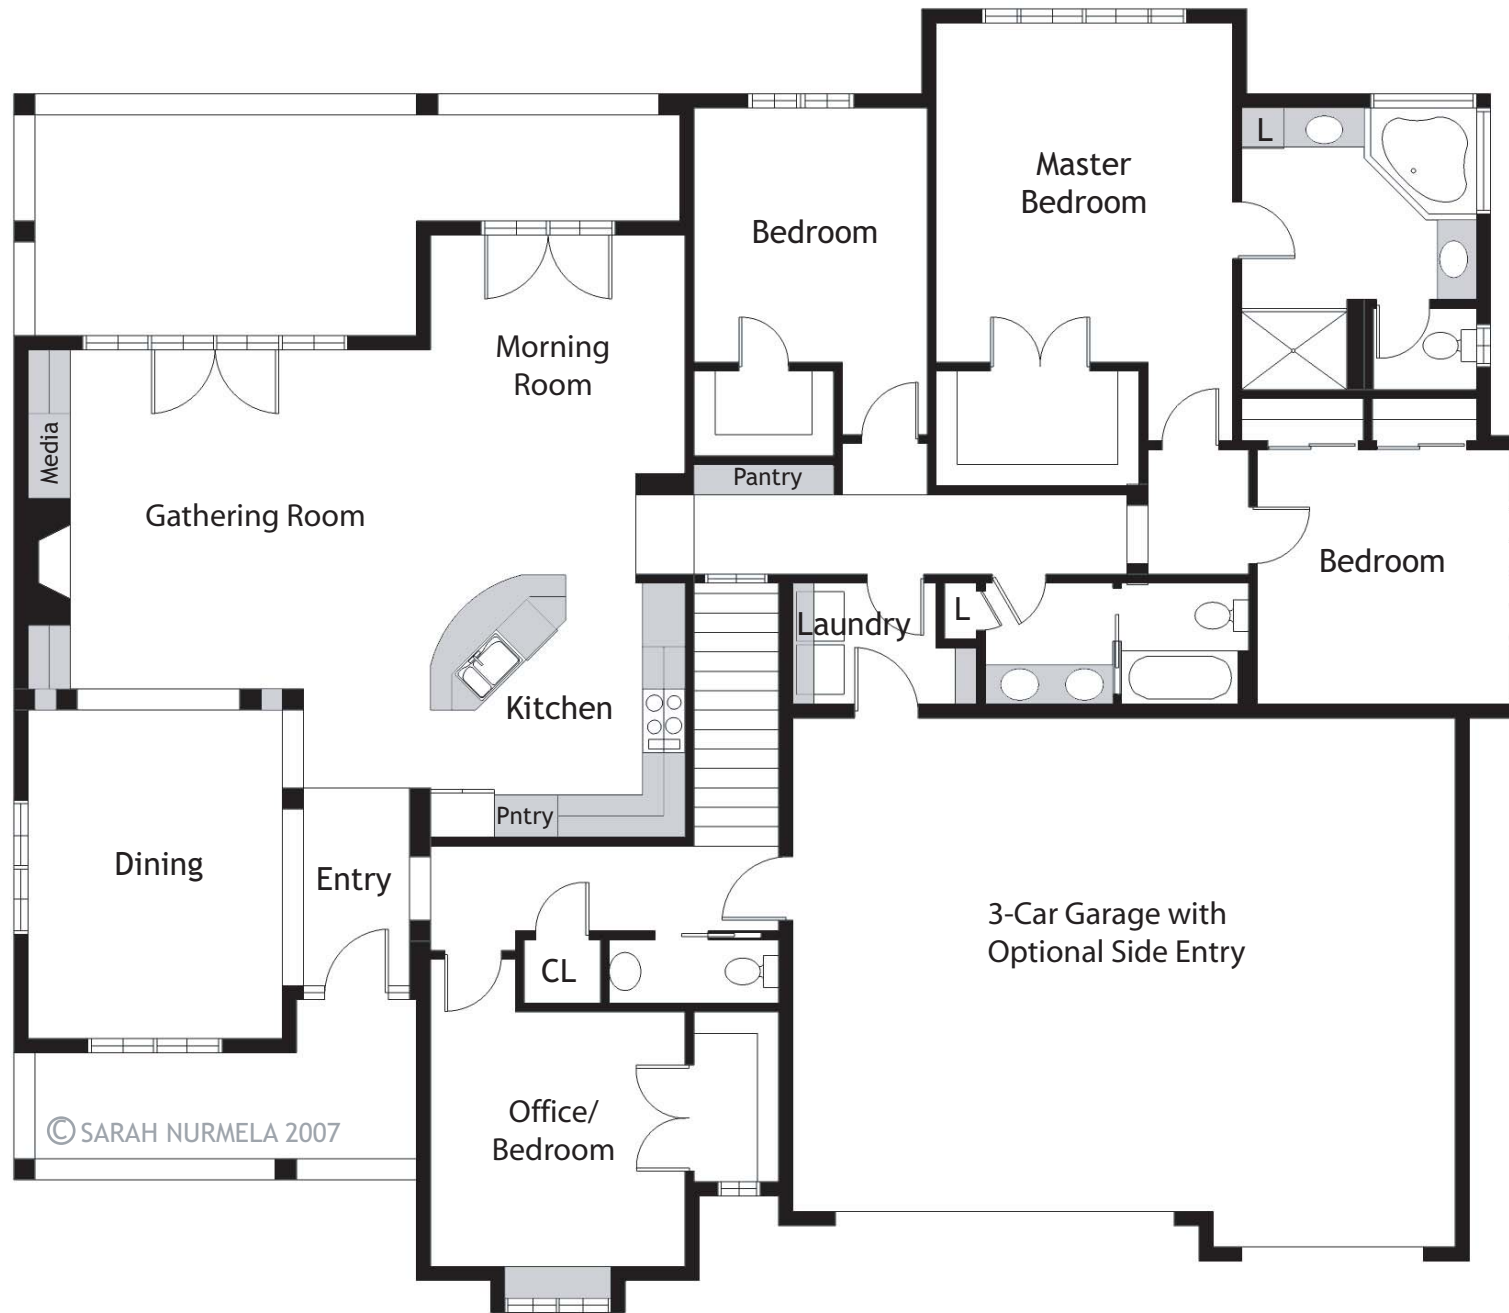 L
Master
Bedroom
Bedroom
Morning
Room
Media
Pantry
Gathering Room
Bedroom
Laundry
L
Kitchen
Pntry
Dining
Entry
3-Car Garage with
Optional Side Entry
CL
Office/
Bedroom
© SARAH NURMELA 2007